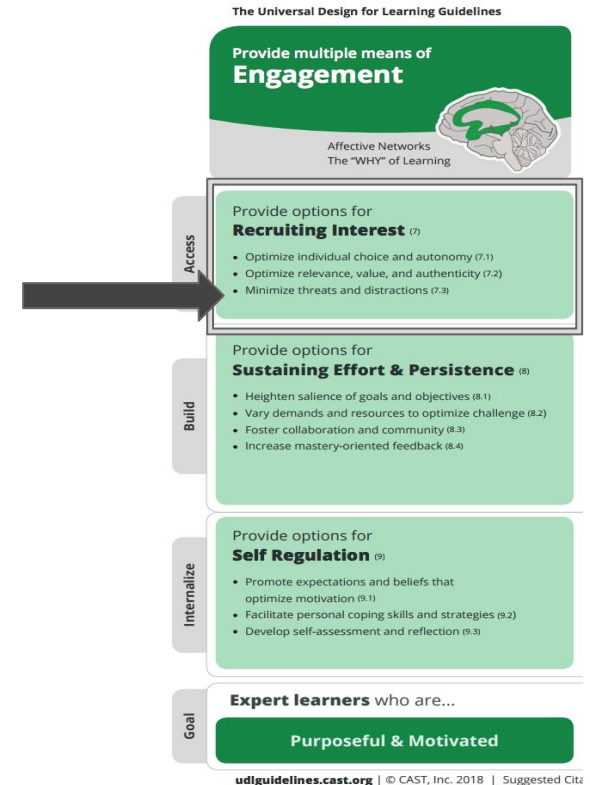 The Universal Design for Learning Guidelines
Provide multiple means of
Engagement
Affective Networks
The "WHY" of Learning
Access
Provide options for
Recruiting Interest (7)
• Optimize individual choice and autonomy (7.1)
• Optimize relevance, value, and authenticity (7.2)
• Minimize threats and distractions (7.3)
Build
Provide options for
Sustaining Effort & Persistence (8)
• Heighten salience of goals and objectives (8.1)
• Vary demands and resources to optimize challenge (8.2)
• Foster collaboration and community (8.3)
• Increase mastery-oriented feedback (8.4)
Internalize
Provide options for
Self Regulation (9)
• Promote expectations and beliefs that
optimize motivation (9.1)
• Facilitate personal coping skills and strategies (9.2)
• Develop self-assessment and reflection (9.3)
Goal
Expert learners who are...
Purposeful & Motivated
udlguidelines.cast.org | © CAST, Inc. 2018 | Suggested Cita